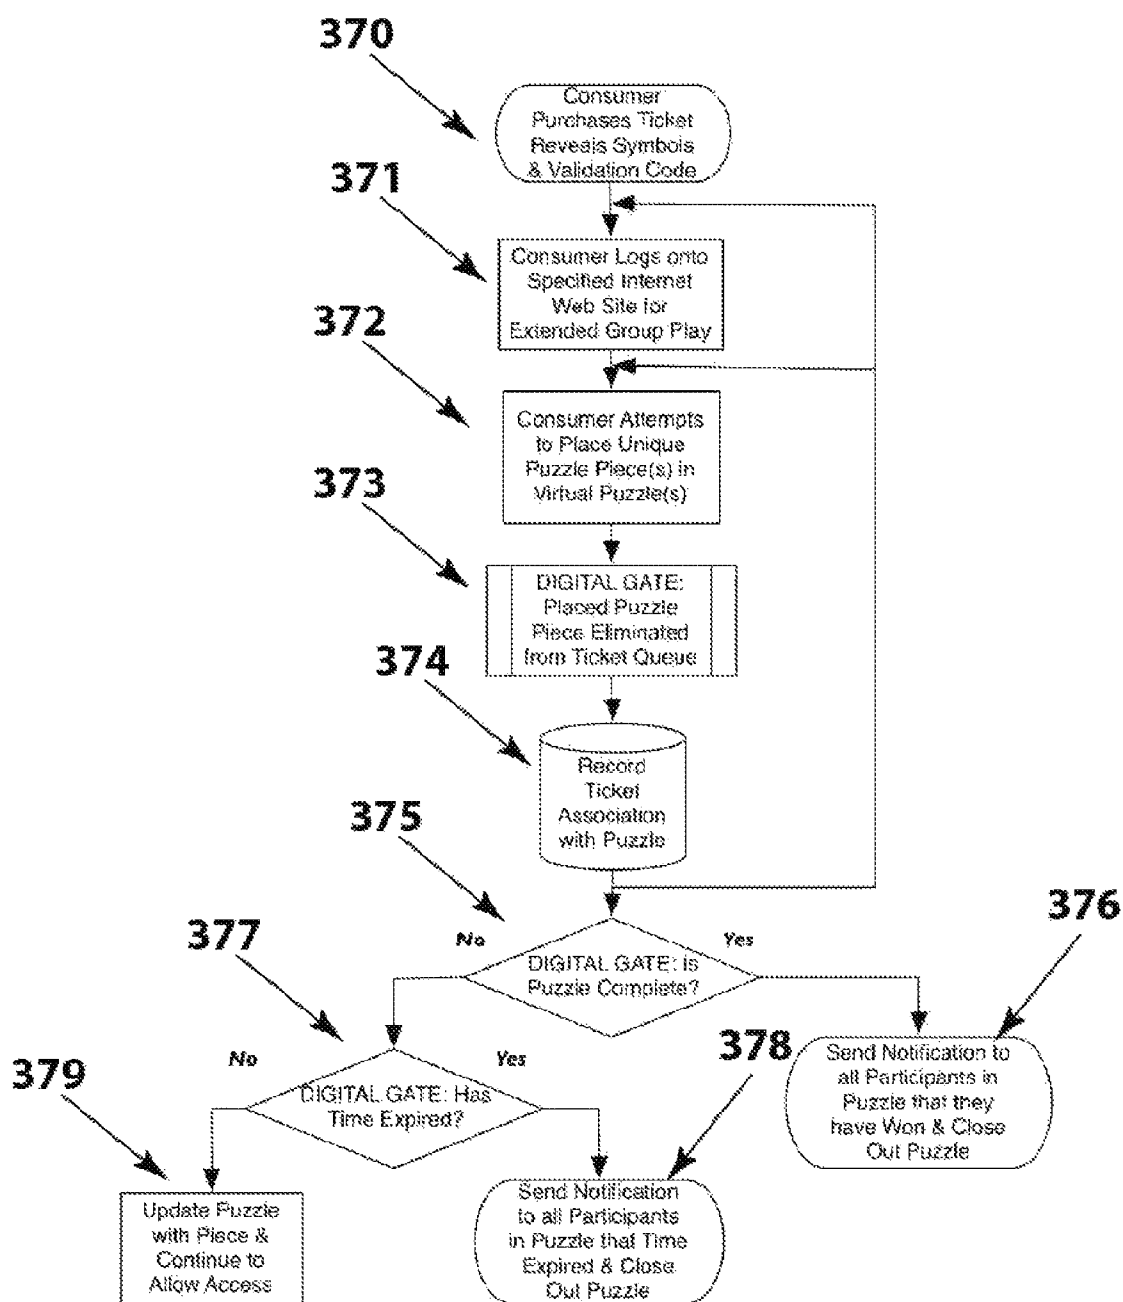 370
Consumer
Purchases Ticket
Reveals Symbols
& Validation Code
371
Consumer Logs onto
Specified Internet
Web Site for
Extended Group Play
372
Consumer Attempts
to Place Unique
Puzzle Piece(s) in
Virtual Puzzle(s)
373
DIGITAL GATE:
Placed Puzzle
Piece Eliminated
from Ticket Queue
374
Record
Ticket
Association
with Puzzle
375
No
Yes
DIGITAL GATE: Is
Puzzle Complete?
376
Send Notification to
all Participants in
Puzzle that they
have Won & Close
Out Puzzle
377
No
Yes
DIGITAL GATE: Has
Time Expired?
378
Send Notification
to all Participants
in Puzzle that Time
Expired & Close
Out Puzzle
379
Update Puzzle
with Piece &
Continue to
Allow Access